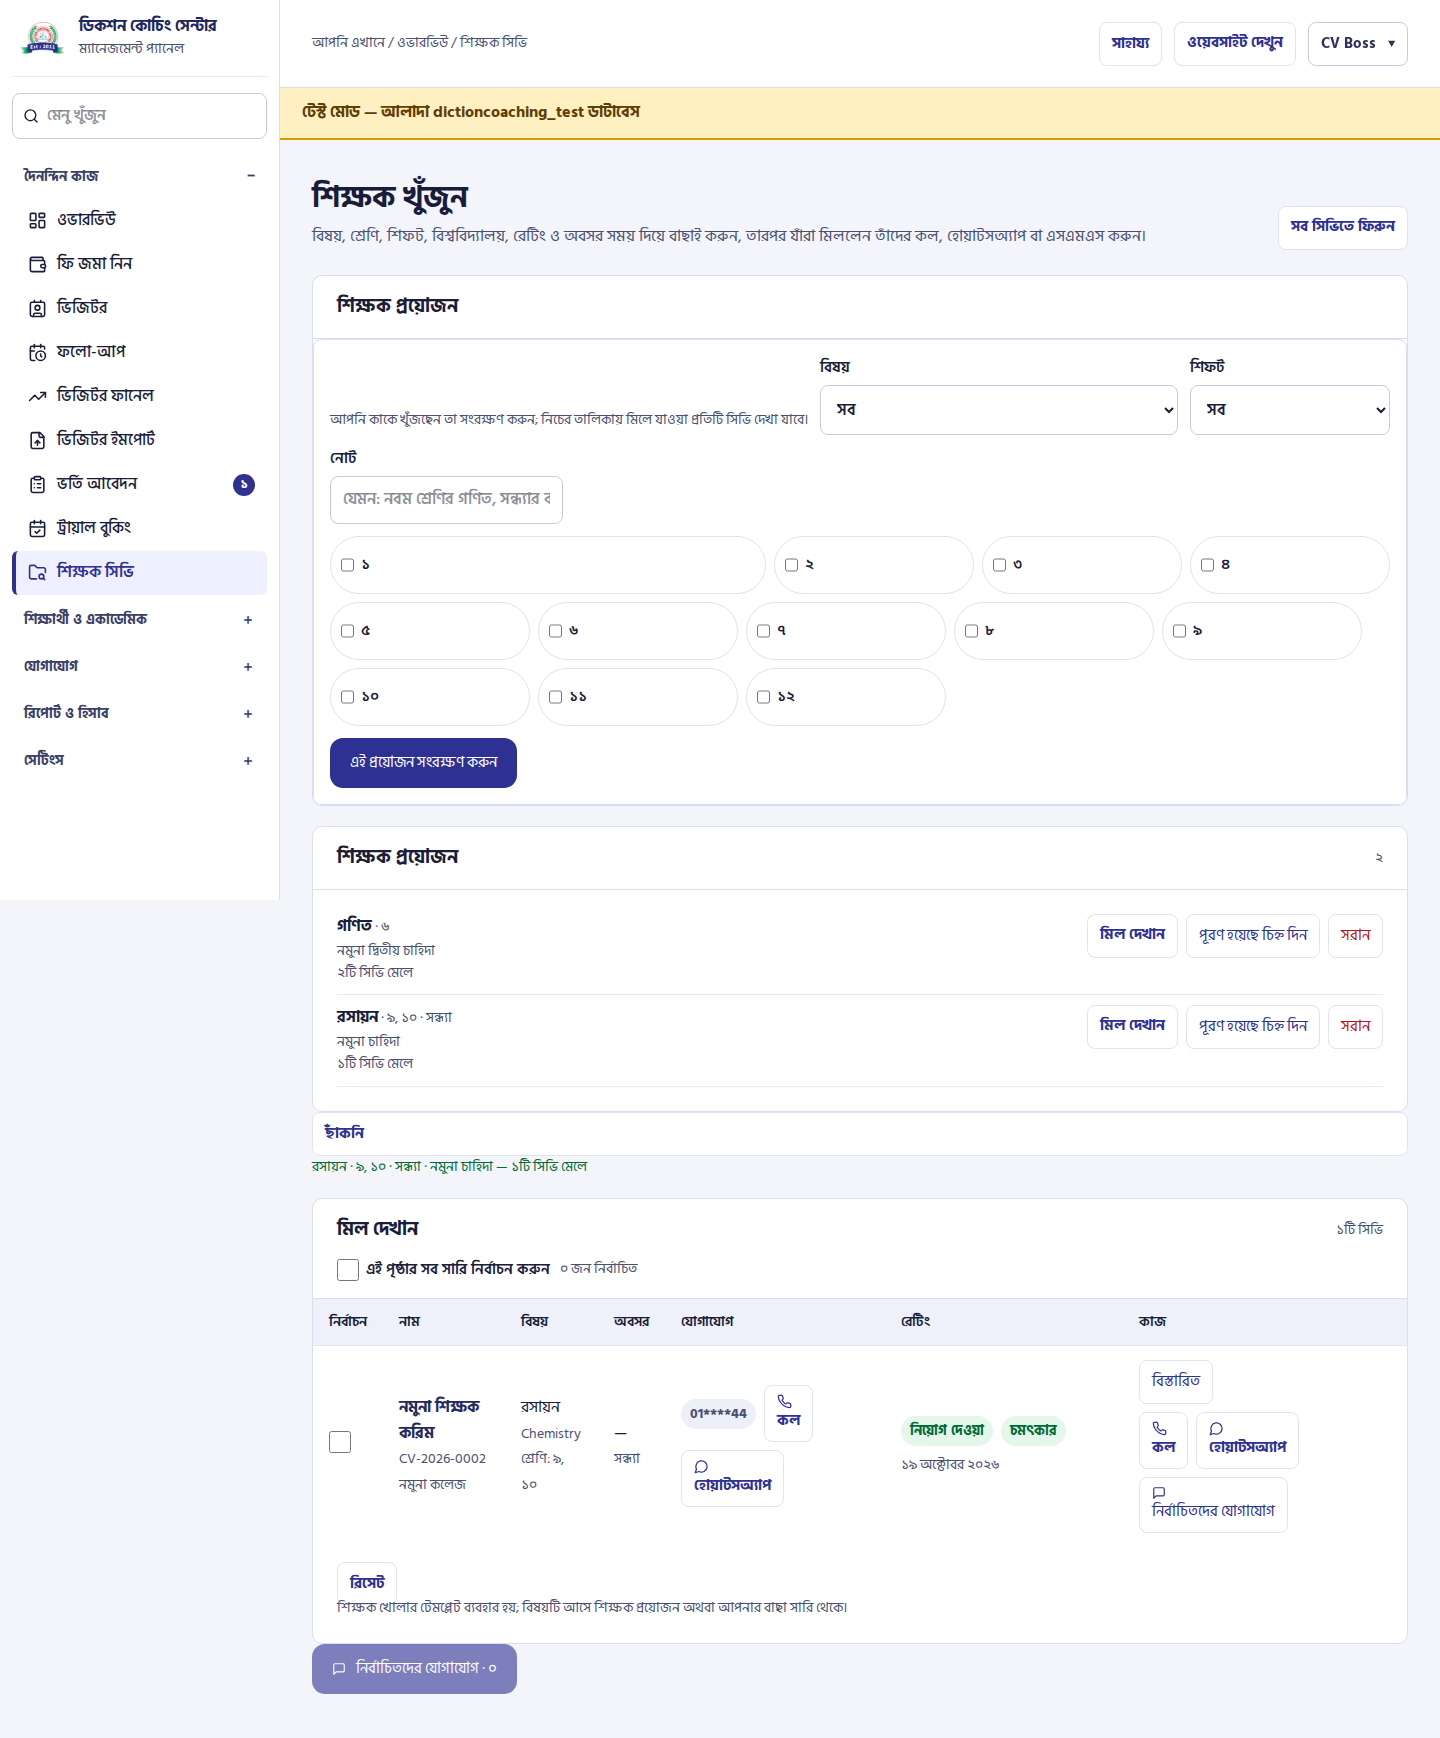 ডিকশন কোচিং সেন্টার
ম্যানেজমেন্ট প্যানেল
Est : 2011
মেনু খুঁজুন
দৈনন্দিন কাজ −
ওভারভিউ
ফি জমা নিন
ভিজিটর
ফলো-আপ
ভিজিটর ফানেল
ভিজিটর ইমপোর্ট
ভর্তি আবেদন ১
ট্রায়াল বুকিং
শিক্ষক সিভি
শিক্ষার্থী ও একাডেমিক +
যোগাযোগ +
রিপোর্ট ও হিসাব +
সেটিংস +
আপনি এখানে / ওভারভিউ / শিক্ষক সিভি
সাহায্য
ওয়েবসাইট দেখুন
CV Boss ▾
টেস্ট মোড — আলাদা dictioncoaching_test ডাটাবেস
শিক্ষক খুঁজুন
বিষয়, শ্রেণি, শিফট, বিশ্ববিদ্যালয়, রেটিং ও অবসর সময় দিয়ে বাছাই করুন, তারপর যাঁরা মিললেন তাঁদের কল, হোয়াটসঅ্যাপ বা এসএমএস করুন।
সব সিভিতে ফিরুন
শিক্ষক প্রয়োজন
আপনি কাকে খুঁজছেন তা সংরক্ষণ করুন; নিচের তালিকায় মিলে যাওয়া প্রতিটি সিভি দেখা যাবে।
বিষয়
সব
শিফট
সব
নোট
যেমন: নবম শ্রেণির গণিত, সন্ধ্যার ব
১ ২ ৩ ৪
৫ ৬ ৭ ৮ ৯
১০ ১১ ১২
এই প্রয়োজন সংরক্ষণ করুন
শিক্ষক প্রয়োজন ২
গণিত · ৬
নমুনা দ্বিতীয় চাহিদা
২টি সিভি মেলে
মিল দেখান পূরণ হয়েছে চিহ্ন দিন সরান
রসায়ন · ৯, ১০ · সন্ধ্যা
নমুনা চাহিদা
১টি সিভি মেলে
মিল দেখান পূরণ হয়েছে চিহ্ন দিন সরান
ছাঁকনি
রসায়ন · ৯, ১০ · সন্ধ্যা · নমুনা চাহিদা — ১টি সিভি মেলে
মিল দেখান ১টি সিভি
এই পৃষ্ঠার সব সারি নির্বাচন করুন ০ জন নির্বাচিত
নির্বাচন নাম বিষয় অবসর যোগাযোগ রেটিং কাজ
নমুনা শিক্ষক
করিম
CV-2026-0002
নমুনা কলেজ
রসায়ন
Chemistry
শ্রেণি: ৯,
১০
—
সন্ধ্যা
01****44
কল
হোয়াটসঅ্যাপ
নিয়োগ দেওয়া চমৎকার
১৯ অক্টোবর ২০২৬
বিস্তারিত
কল
হোয়াটসঅ্যাপ
নির্বাচিতদের যোগাযোগ
রিসেট
শিক্ষক খোলার টেমপ্লেট ব্যবহার হয়; বিষয়টি আসে শিক্ষক প্রয়োজন অথবা আপনার বাছা সারি থেকে।
নির্বাচিতদের যোগাযোগ · ০